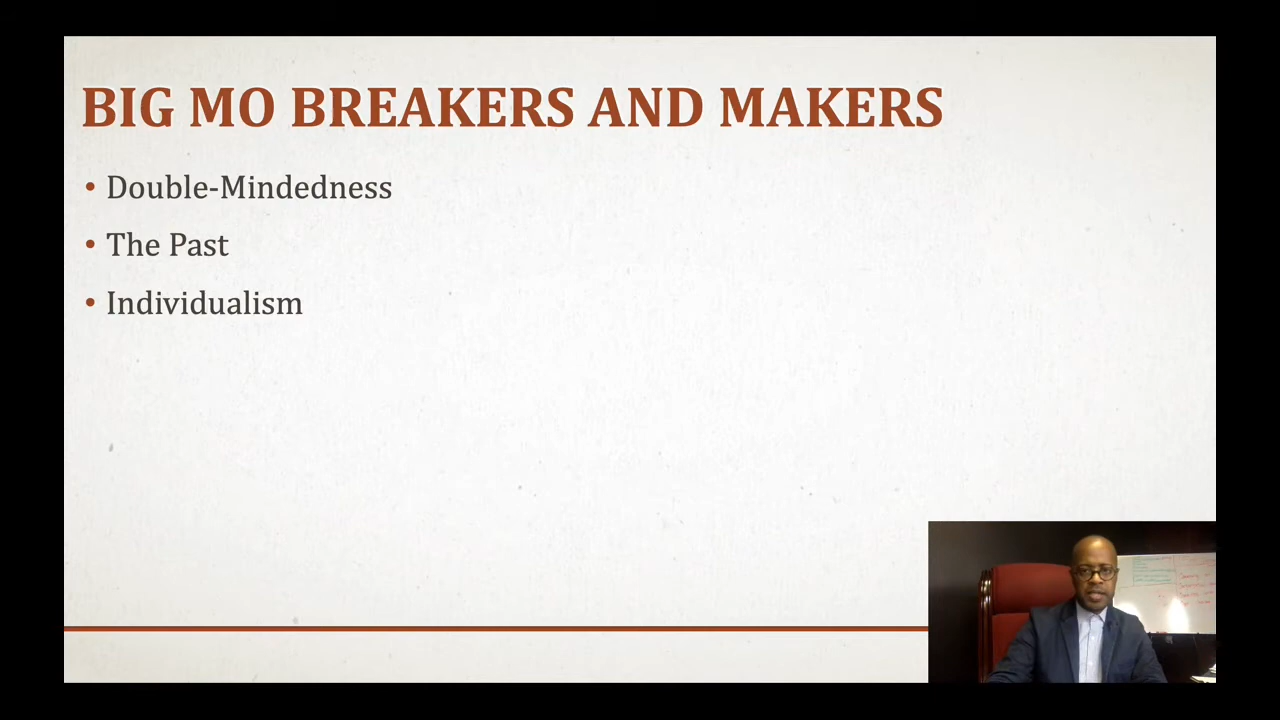 BIG MO BREAKERS AND MAKERS
• Double-Mindedness
• The Past
• Individualism